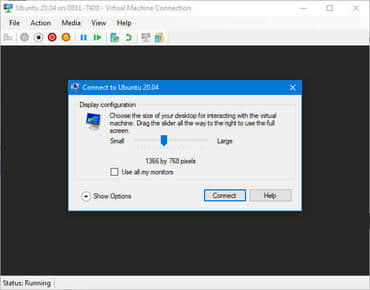 Ubuntu 20.04 on DELL-7400 - Virtual Machine Connection
File Action Media View Help
Connect to Ubuntu 20.04
Display configuration
Choose the size of your desktop for interacting with the virtual
machine. Drag the slider all the way to the right to use the full
screen.
Small Large
1366 by 768 pixels
Use all my monitors
Show Options Connect Help
Status: Running